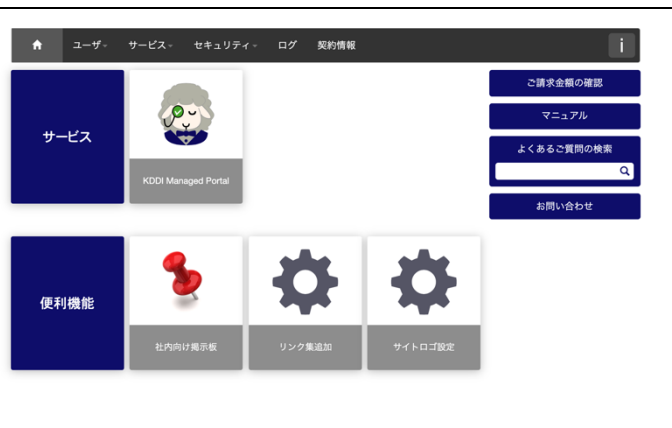 ユーザ
サービス
セキュリティ
ログ
契約情報
i
サービス
KDDI Managed Portal
ご請求金額の確認
マニュアル
よくあるご質問の検索
お問い合わせ
便利機能
社内向け掲示板
リンク集追加
サイトロゴ設定